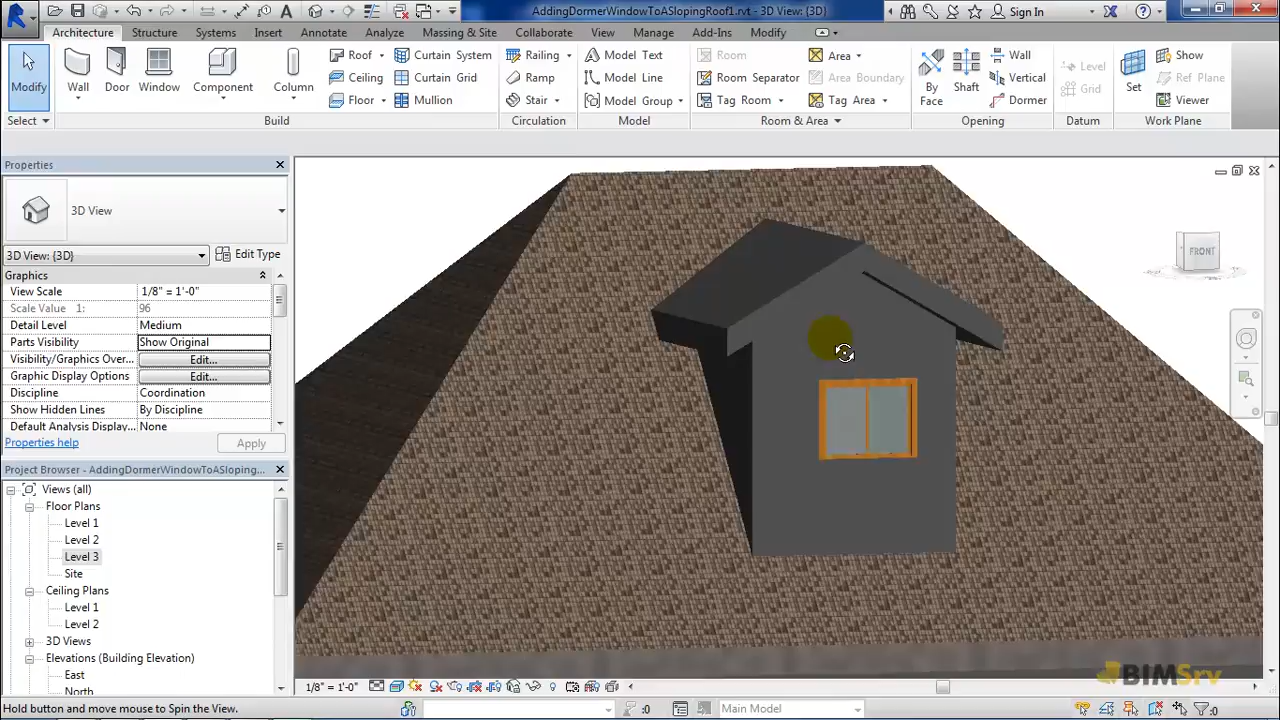 AddingDormerWindowToASlopingRoof1.rvt - 3D View: {3D}
Sign In
Architecture Structure Systems Insert Annotate Analyze Massing & Site Collaborate View Manage Add-Ins Modify
Modify
Wall
Door
Window
Component
Column
Roof
Ceili
Floor
Curtain System
Curtain Grid
Mullion
Railing
Ramp
Stair
Model Text
Model Line
Model Group
Room
Room Separator
Tag Room
Area
Area Boundary
Tag Area
By
Face
Shaft
Wall
Vertical
Dormer
Level
Grid
Set
Show
Ref Plane
Viewer
Select Build Circulation Model Room & Area Opening Datum Work Plane
Properties
3D View
3D View: {3D} Edit Type
Graphics
View Scale 1/8" = 1'-0"
Scale Value 1: 96
Detail Level Medium
Parts Visibility Show Original
Visibility/Graphics Over... Edit...
Graphic Display Options Edit...
Discipline Coordination
Show Hidden Lines By Discipline
Default Analysis Display... None
Properties help Apply
Project Browser - AddingDormerWindowToASloping...
Views (all)
Floor Plans
Level 1
Level 2
Level 3
Site
Ceiling Plans
Level 1
Level 2
3D Views
Elevations (Building Elevation)
East
North
FRONT
BIMSrv
1/8" = 1'-0"
Hold button and move mouse to Spin the View.
:0
Main Model
:0